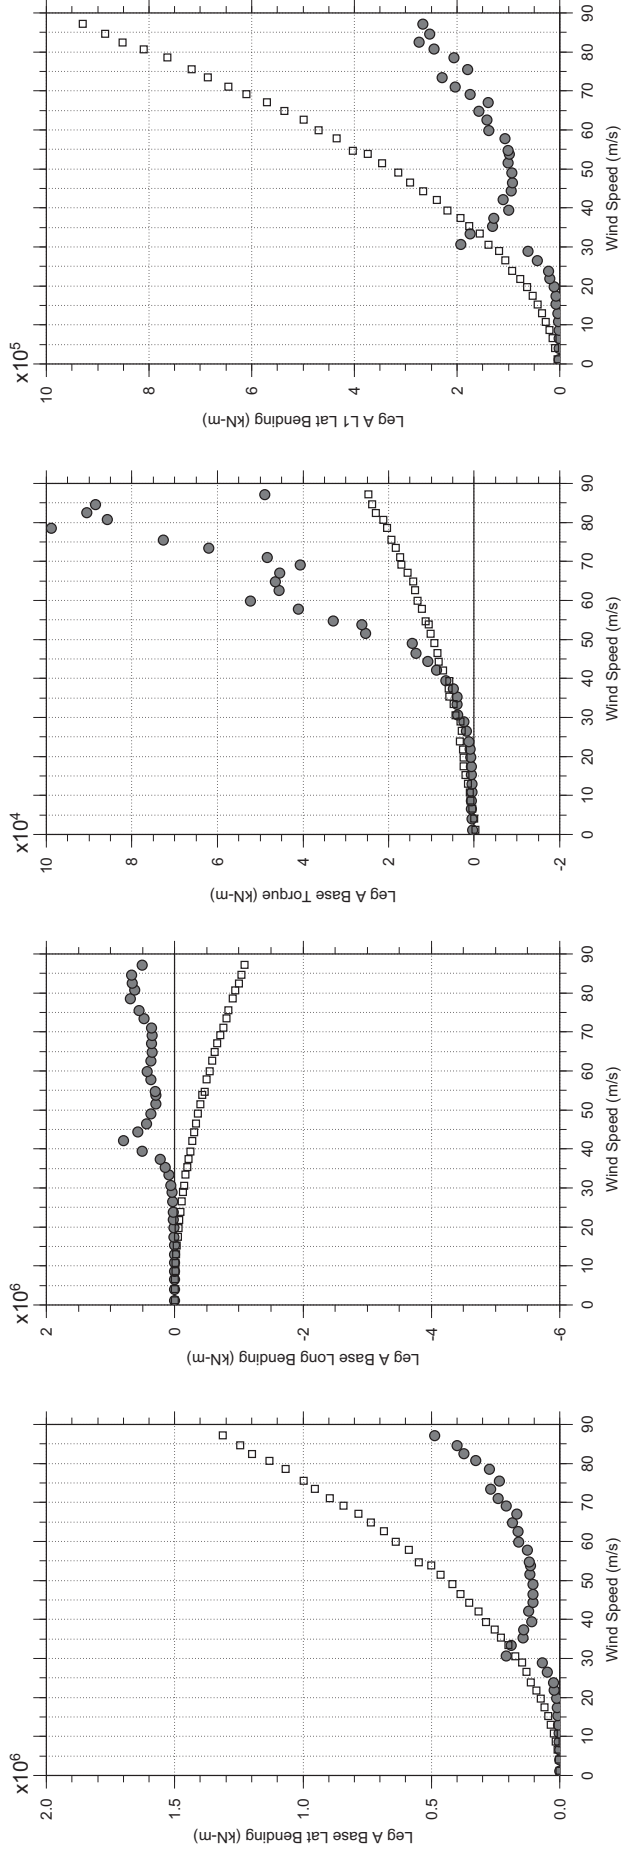 x10⁶
2.0
1.5
1.0
0.5
0.0
Leg A Base Lat Bending (kN-m)
0 10 20 30 40 50 60 70 80 90
Wind Speed (m/s)
x10⁶
2
0
-2
-4
-6
Leg A Base Long Bending (kN-m)
0 10 20 30 40 50 60 70 80 90
Wind Speed (m/s)
x10⁴
10
8
6
4
2
0
-2
Leg A Base Torque (kN-m)
0 10 20 30 40 50 60 70 80 90
Wind Speed (m/s)
x10⁵
10
8
6
4
2
0
Leg A L1 Lat Bending (kN-m)
0 10 20 30 40 50 60 70 80 90
Wind Speed (m/s)